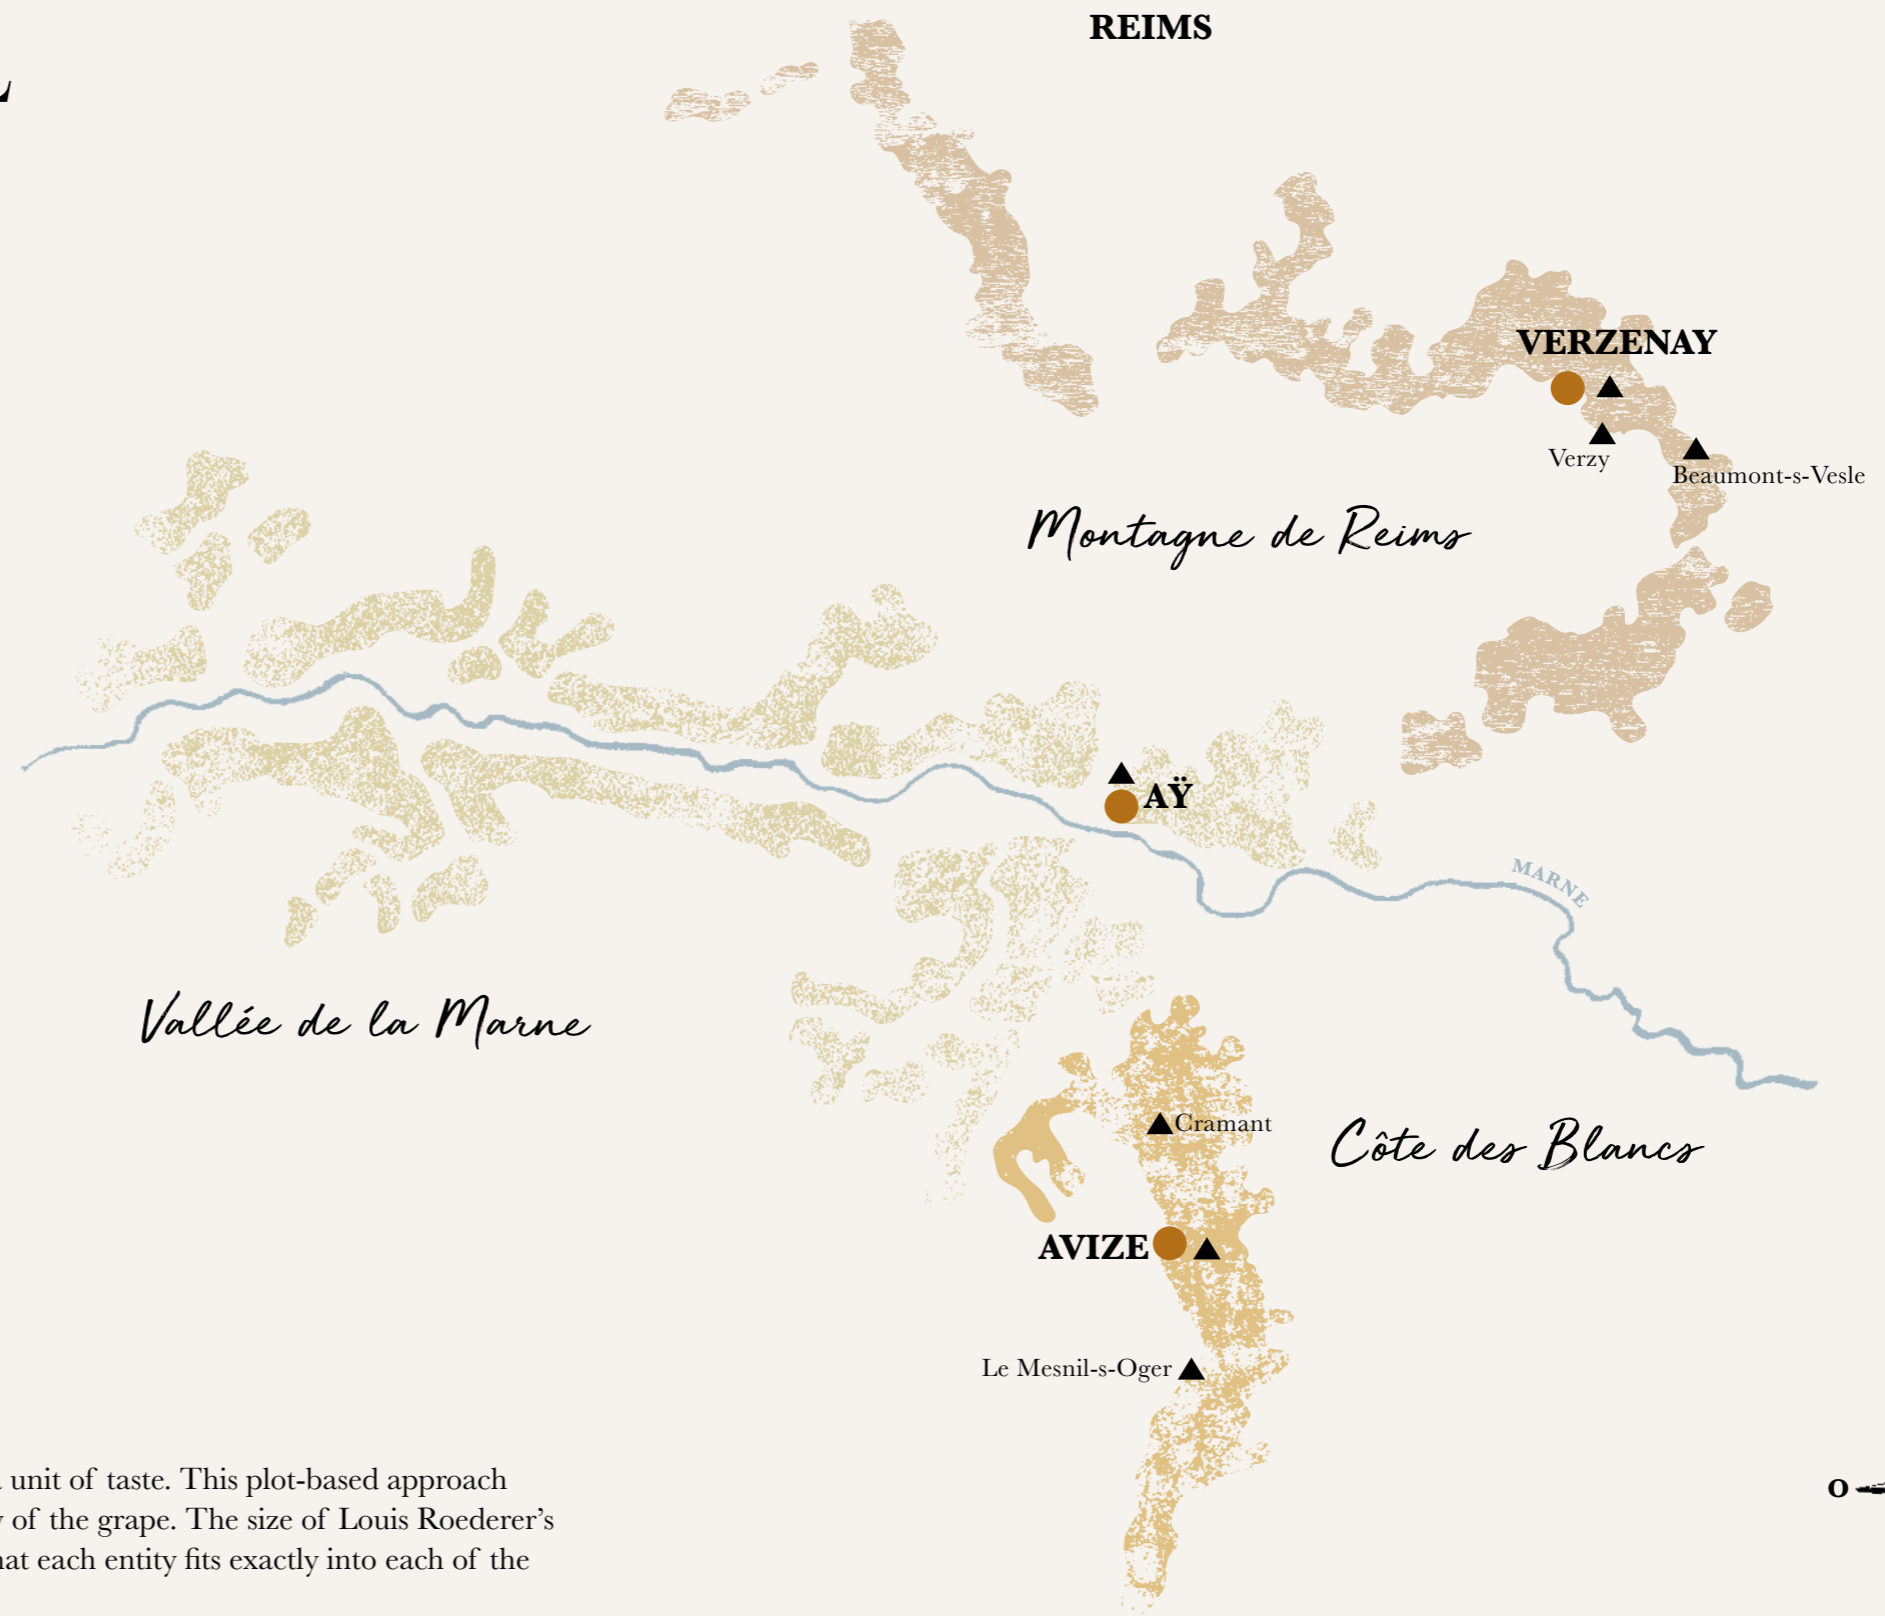 REIMS
VERZENAY
Verzy
Beaumont-s-Vesle
Montagne de Reims
AŸ
MARNE
Vallée de la Marne
Cramant
Côte des Blancs
AVIZE
Le Mesnil-s-Oger
unit of taste. This plot-based approach
of the grape. The size of Louis Roederer's
each entity fits exactly into each of the
O